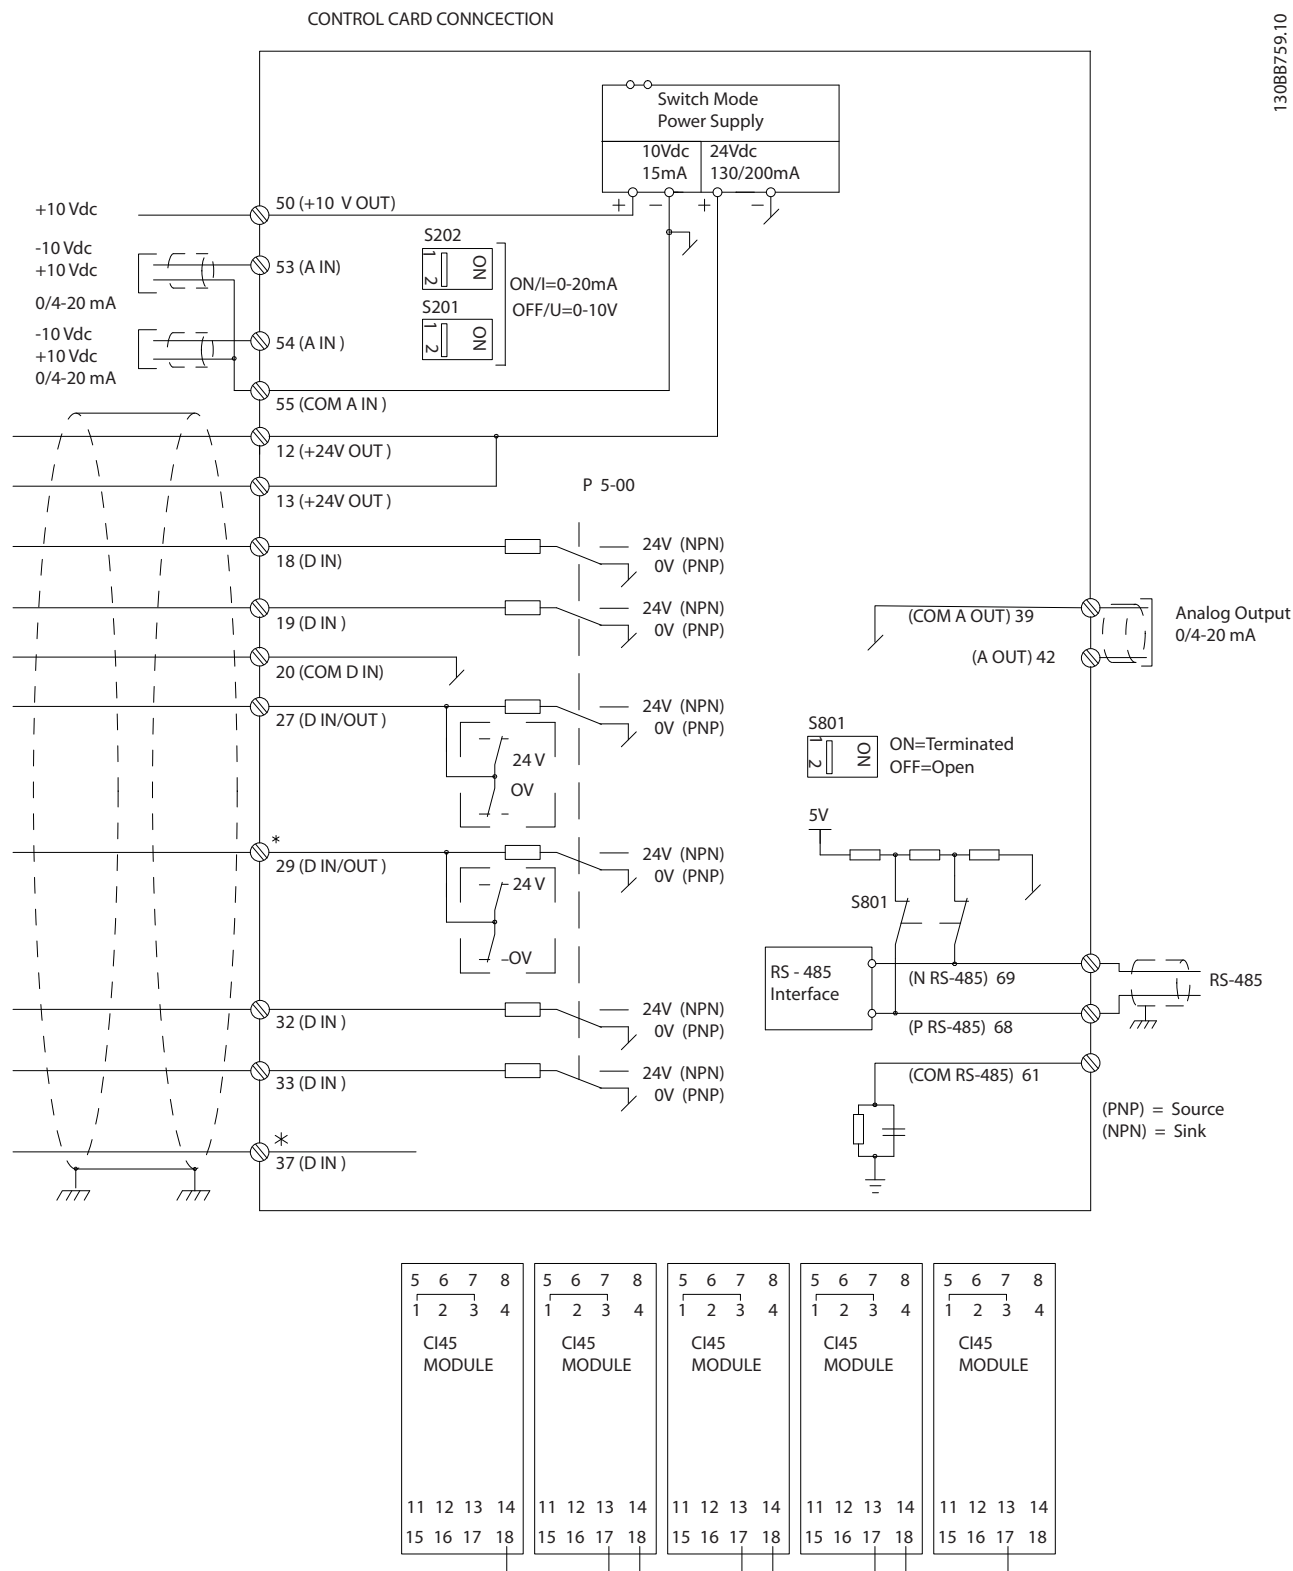 CONTROL CARD CONNCECTION
130BB759.10
Switch Mode
Power Supply
10Vdc
15mA
24Vdc
130/200mA
+ − + −
+10 Vdc
50 (+10 V OUT)
-10 Vdc
+10 Vdc
0/4-20 mA
53 (A IN)
S202
1 2 ON
ON/I=0-20mA
OFF/U=0-10V
S201
1 2 ON
-10 Vdc
+10 Vdc
0/4-20 mA
54 (A IN )
55 (COM A IN )
12 (+24V OUT )
13 (+24V OUT )
P 5-00
18 (D IN)
24V (NPN)
0V (PNP)
19 (D IN )
24V (NPN)
0V (PNP)
20 (COM D IN)
27 (D IN/OUT )
24V (NPN)
0V (PNP)
24 V
OV
*
29 (D IN/OUT )
24V (NPN)
0V (PNP)
24 V
OV
32 (D IN )
24V (NPN)
0V (PNP)
33 (D IN )
24V (NPN)
0V (PNP)
*
37 (D IN )
(COM A OUT) 39
(A OUT) 42
Analog Output
0/4-20 mA
S801
1 2 ON
ON=Terminated
OFF=Open
5V
S801
RS - 485
Interface
(N RS-485) 69
(P RS-485) 68
RS-485
(COM RS-485) 61
(PNP) = Source
(NPN) = Sink
5 6 7 8
1 2 3 4
CI45
MODULE
11 12 13 14
15 16 17 18
5 6 7 8
1 2 3 4
CI45
MODULE
11 12 13 14
15 16 17 18
5 6 7 8
1 2 3 4
CI45
MODULE
11 12 13 14
15 16 17 18
5 6 7 8
1 2 3 4
CI45
MODULE
11 12 13 14
15 16 17 18
5 6 7 8
1 2 3 4
CI45
MODULE
11 12 13 14
15 16 17 18